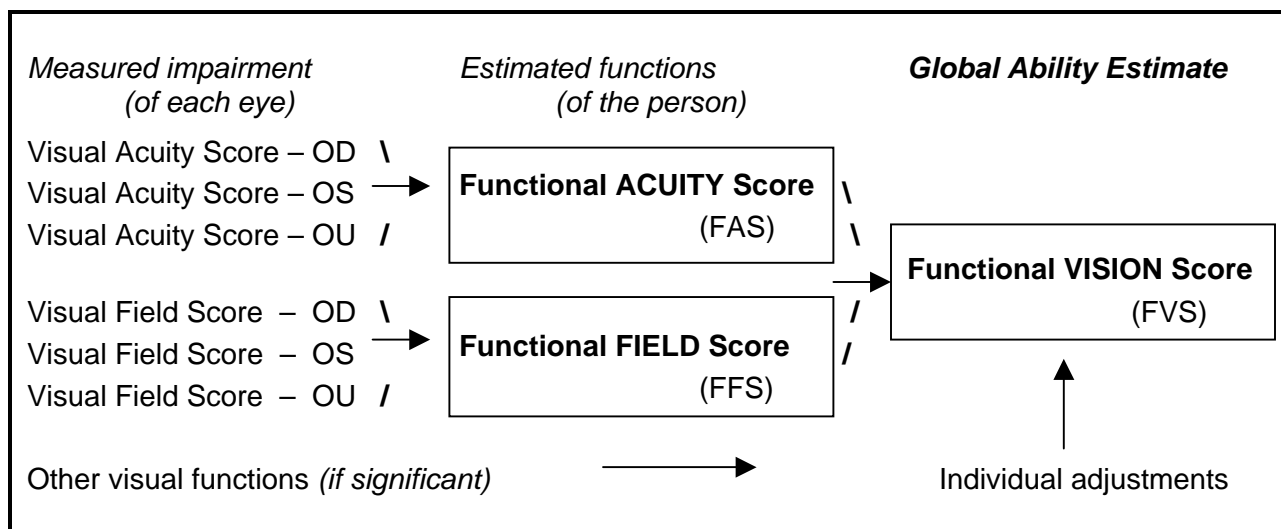 Measured impairment
(of each eye)
Visual Acuity Score – OD \
Visual Acuity Score – OS
Visual Acuity Score – OU /
Visual Field Score – OD \
Visual Field Score – OS
Visual Field Score – OU /
Other visual functions (if significant)
Estimated functions
(of the person)
Functional ACUITY Score \
(FAS) \
Functional FIELD Score /
(FFS) /
Global Ability Estimate
Functional VISION Score
(FVS)
Individual adjustments